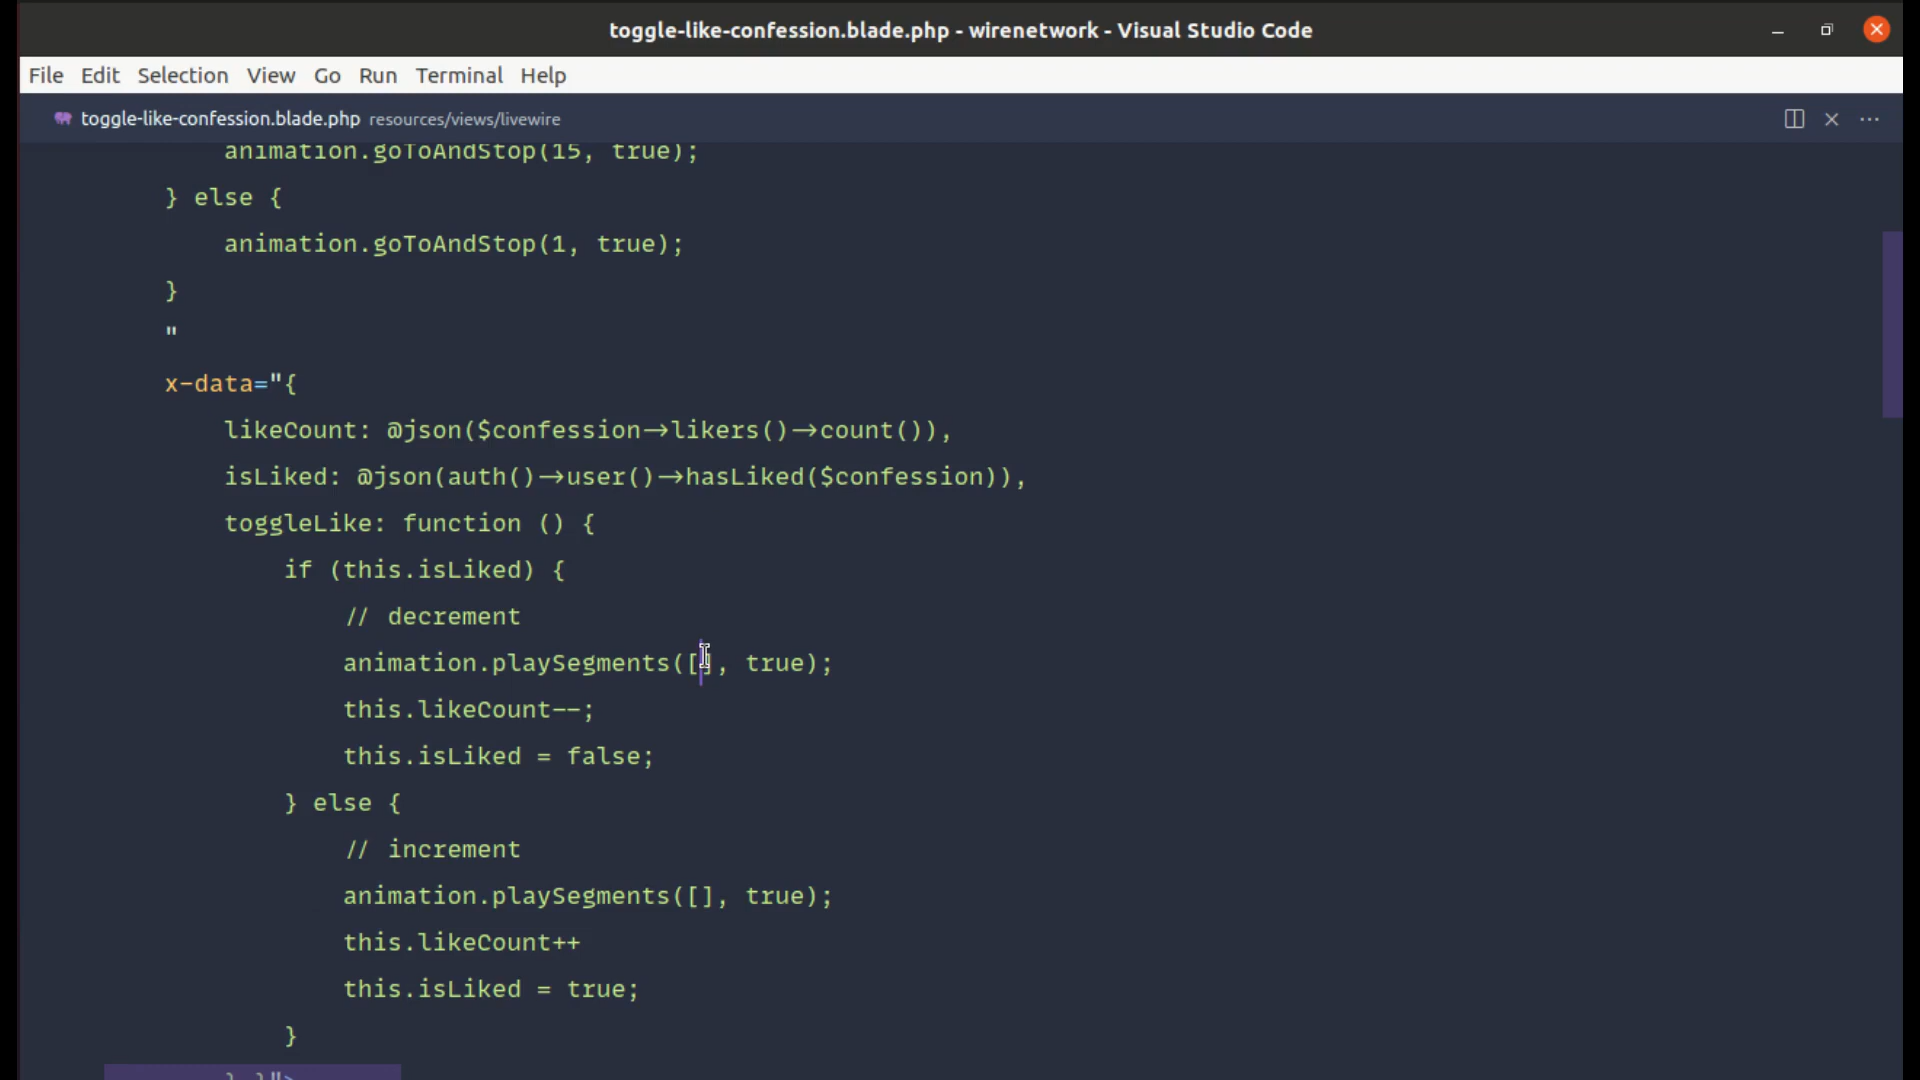 toggle-like-confession.blade.php - wirenetwork - Visual Studio Code
File Edit Selection View Go Run Terminal Help
toggle-like-confession.blade.php resources/views/livewire
animation.goToAndStop(15, true);
} else {
animation.goToAndStop(1, true);
}
"
x-data="{
likeCount: @json($confession->likers()->count()),
isLiked: @json(auth()->user()->hasLiked($confession)),
toggleLike: function () {
if (this.isLiked) {
// decrement
animation.playSegments([], true);
this.likeCount--;
this.isLiked = false;
} else {
// increment
animation.playSegments([], true);
this.likeCount++
this.isLiked = true;
}
} }">